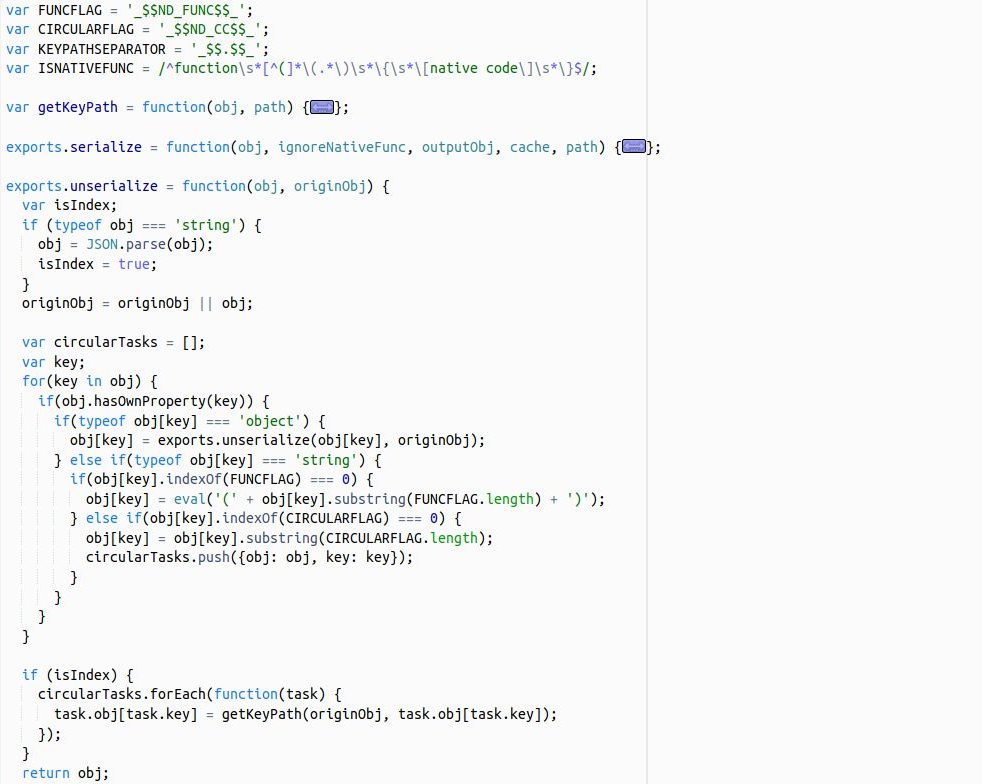 var FUNCFLAG = '_$$ND_FUNC$$_';
var CIRCULARFLAG = '_$$ND_CC$$_';
var KEYPATHSEPARATOR = '_$$.$$_';
var ISNATIVEFUNC = /^function\s*[^(]*\(.*\)\s*\{\s*\[native code\]\s*\}$/;

var getKeyPath = function(obj, path) {};

exports.serialize = function(obj, ignoreNativeFunc, outputObj, cache, path) {};

exports.unserialize = function(obj, originObj) {
  var isIndex;
  if (typeof obj === 'string') {
    obj = JSON.parse(obj);
    isIndex = true;
  }
  originObj = originObj || obj;

  var circularTasks = [];
  var key;
  for(key in obj) {
    if(obj.hasOwnProperty(key)) {
      if(typeof obj[key] === 'object') {
        obj[key] = exports.unserialize(obj[key], originObj);
      } else if(typeof obj[key] === 'string') {
        if(obj[key].indexOf(FUNCFLAG) === 0) {
          obj[key] = eval('(' + obj[key].substring(FUNCFLAG.length) + ')');
        } else if(obj[key].indexOf(CIRCULARFLAG) === 0) {
          obj[key] = obj[key].substring(CIRCULARFLAG.length);
          circularTasks.push({obj: obj, key: key});
        }
      }
    }
  }

  if (isIndex) {
    circularTasks.forEach(function(task) {
      task.obj[task.key] = getKeyPath(originObj, task.obj[task.key]);
    });
  }
  return obj;